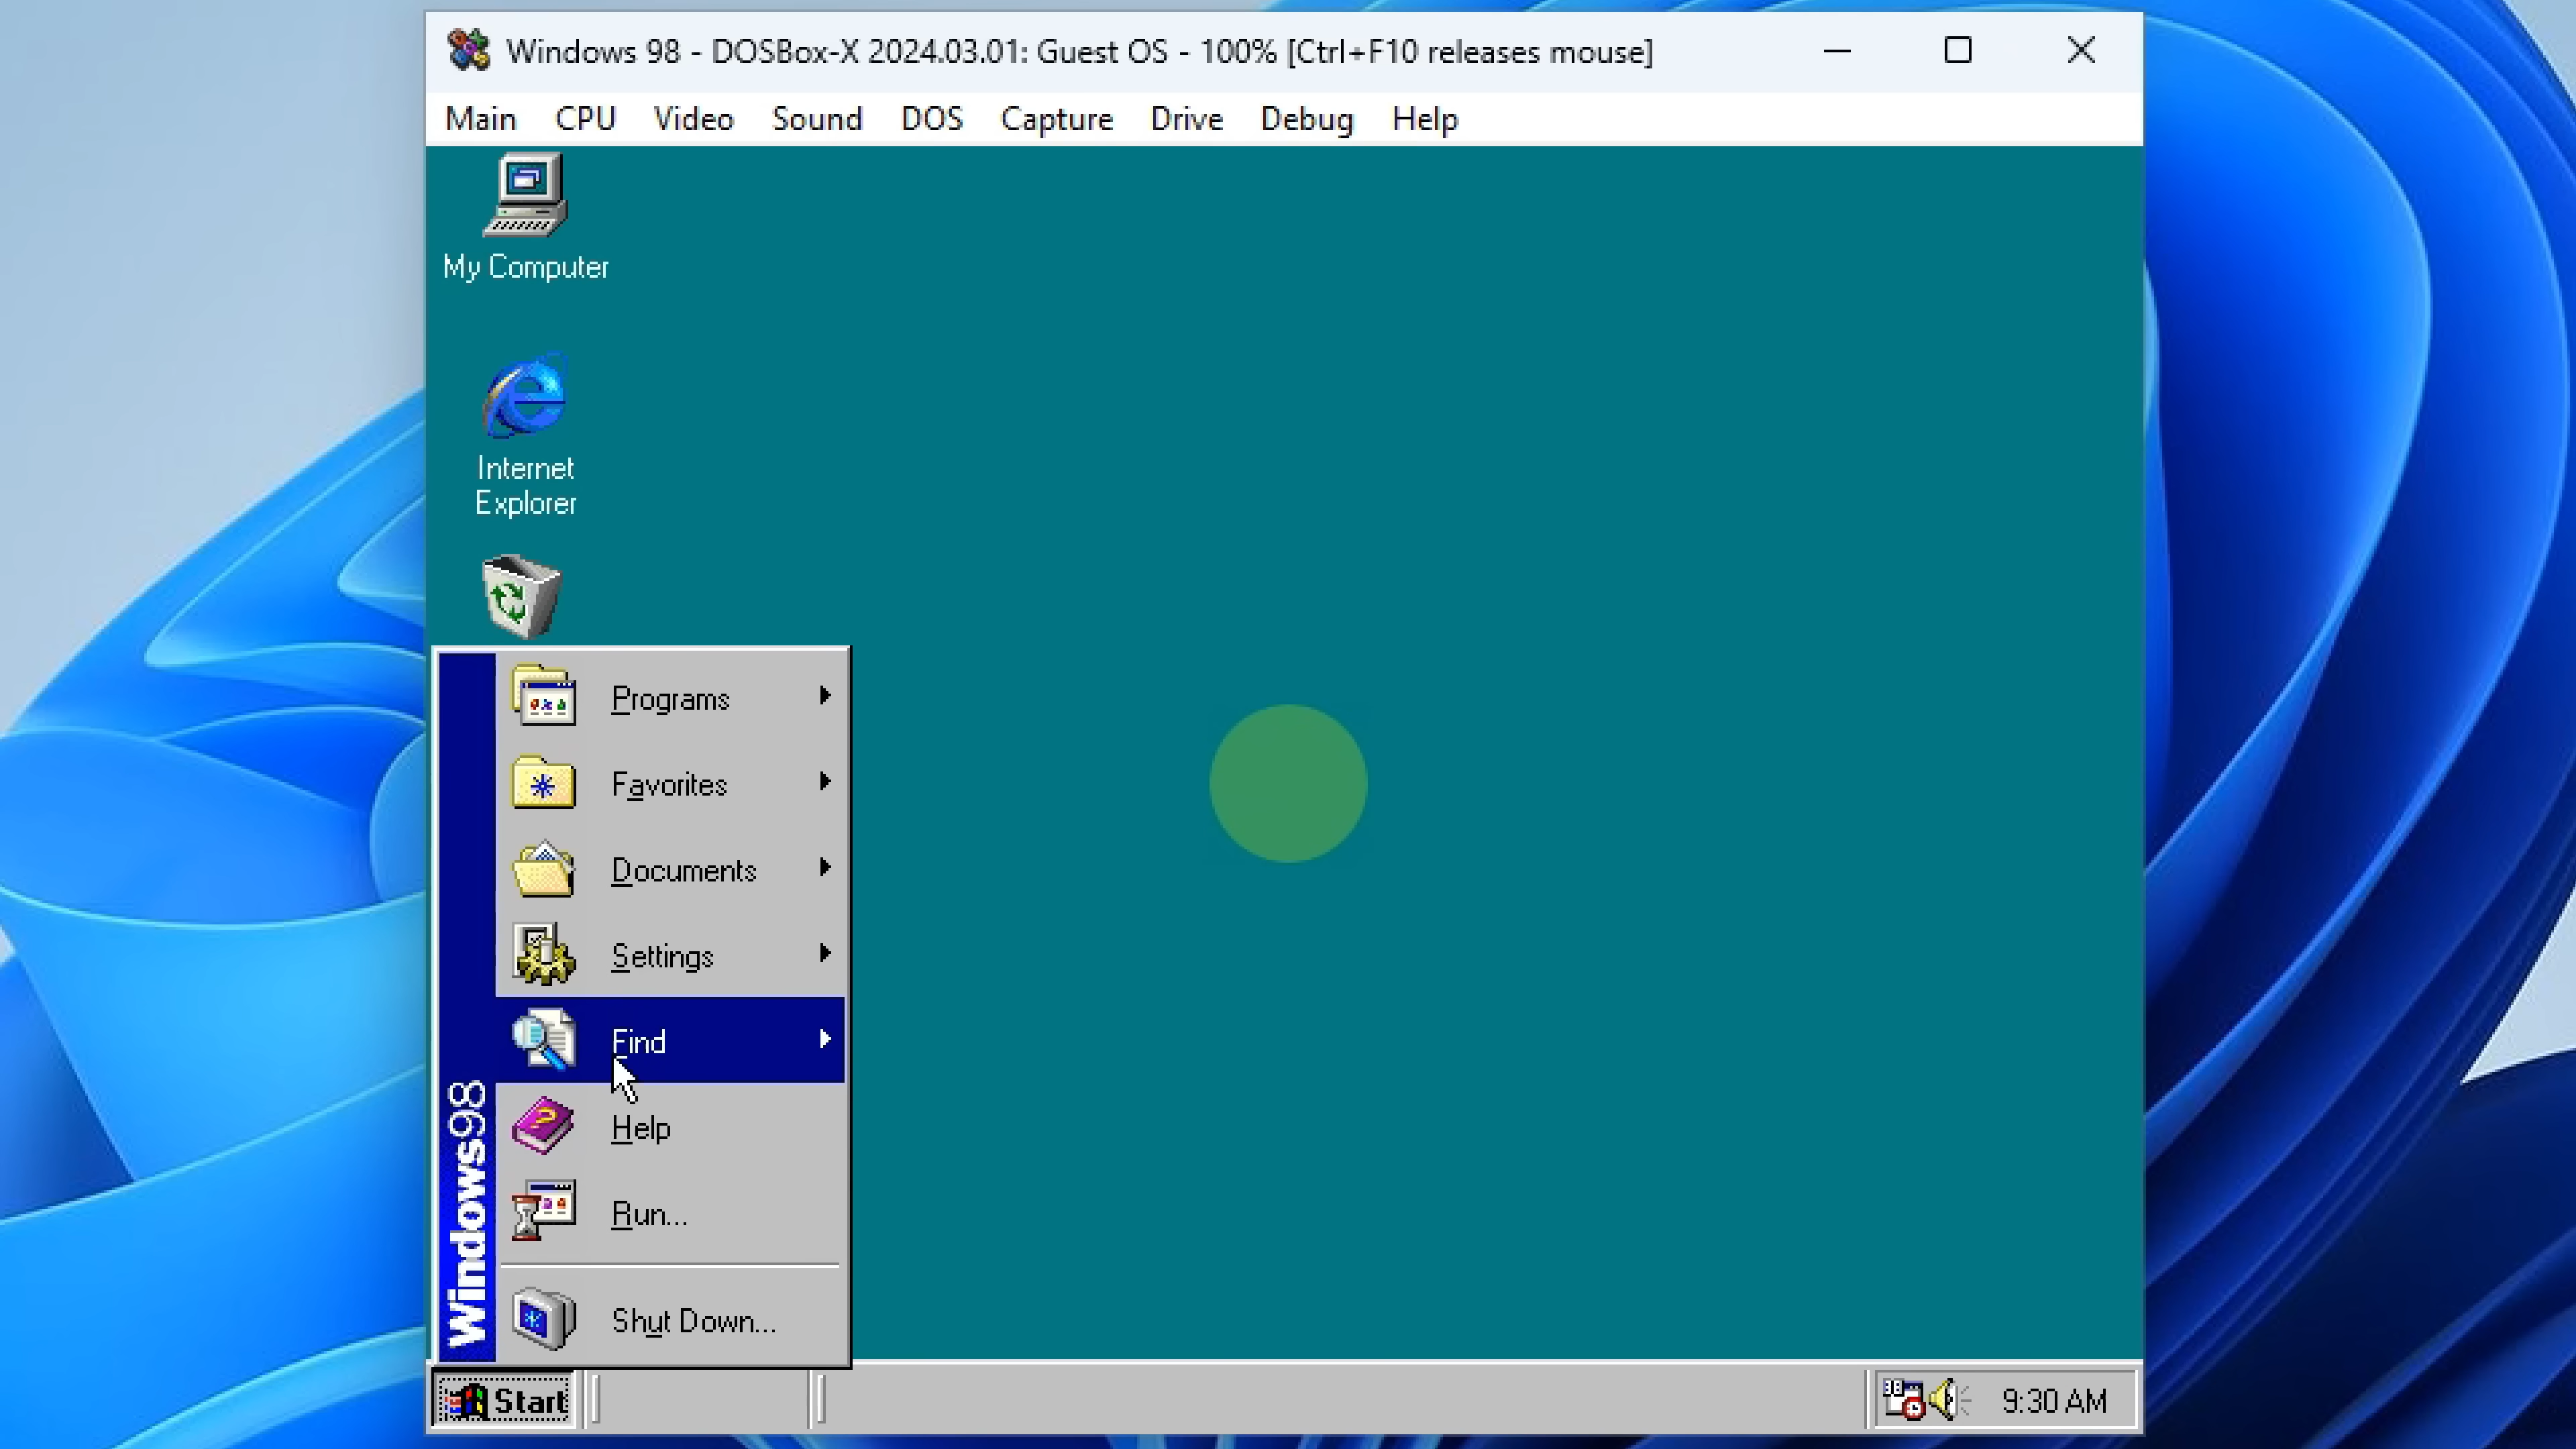 Windows 98 - DOSBox-X 2024.03.01: Guest OS - 100% [Ctrl+F10 releases mouse]
Main CPU Video Sound DOS Capture Drive Debug Help
My Computer
Internet
Explorer
Programs
Favorites
Documents
Settings
Find
Help
Run...
Shut Down...
Windows98
Start
9:30 AM